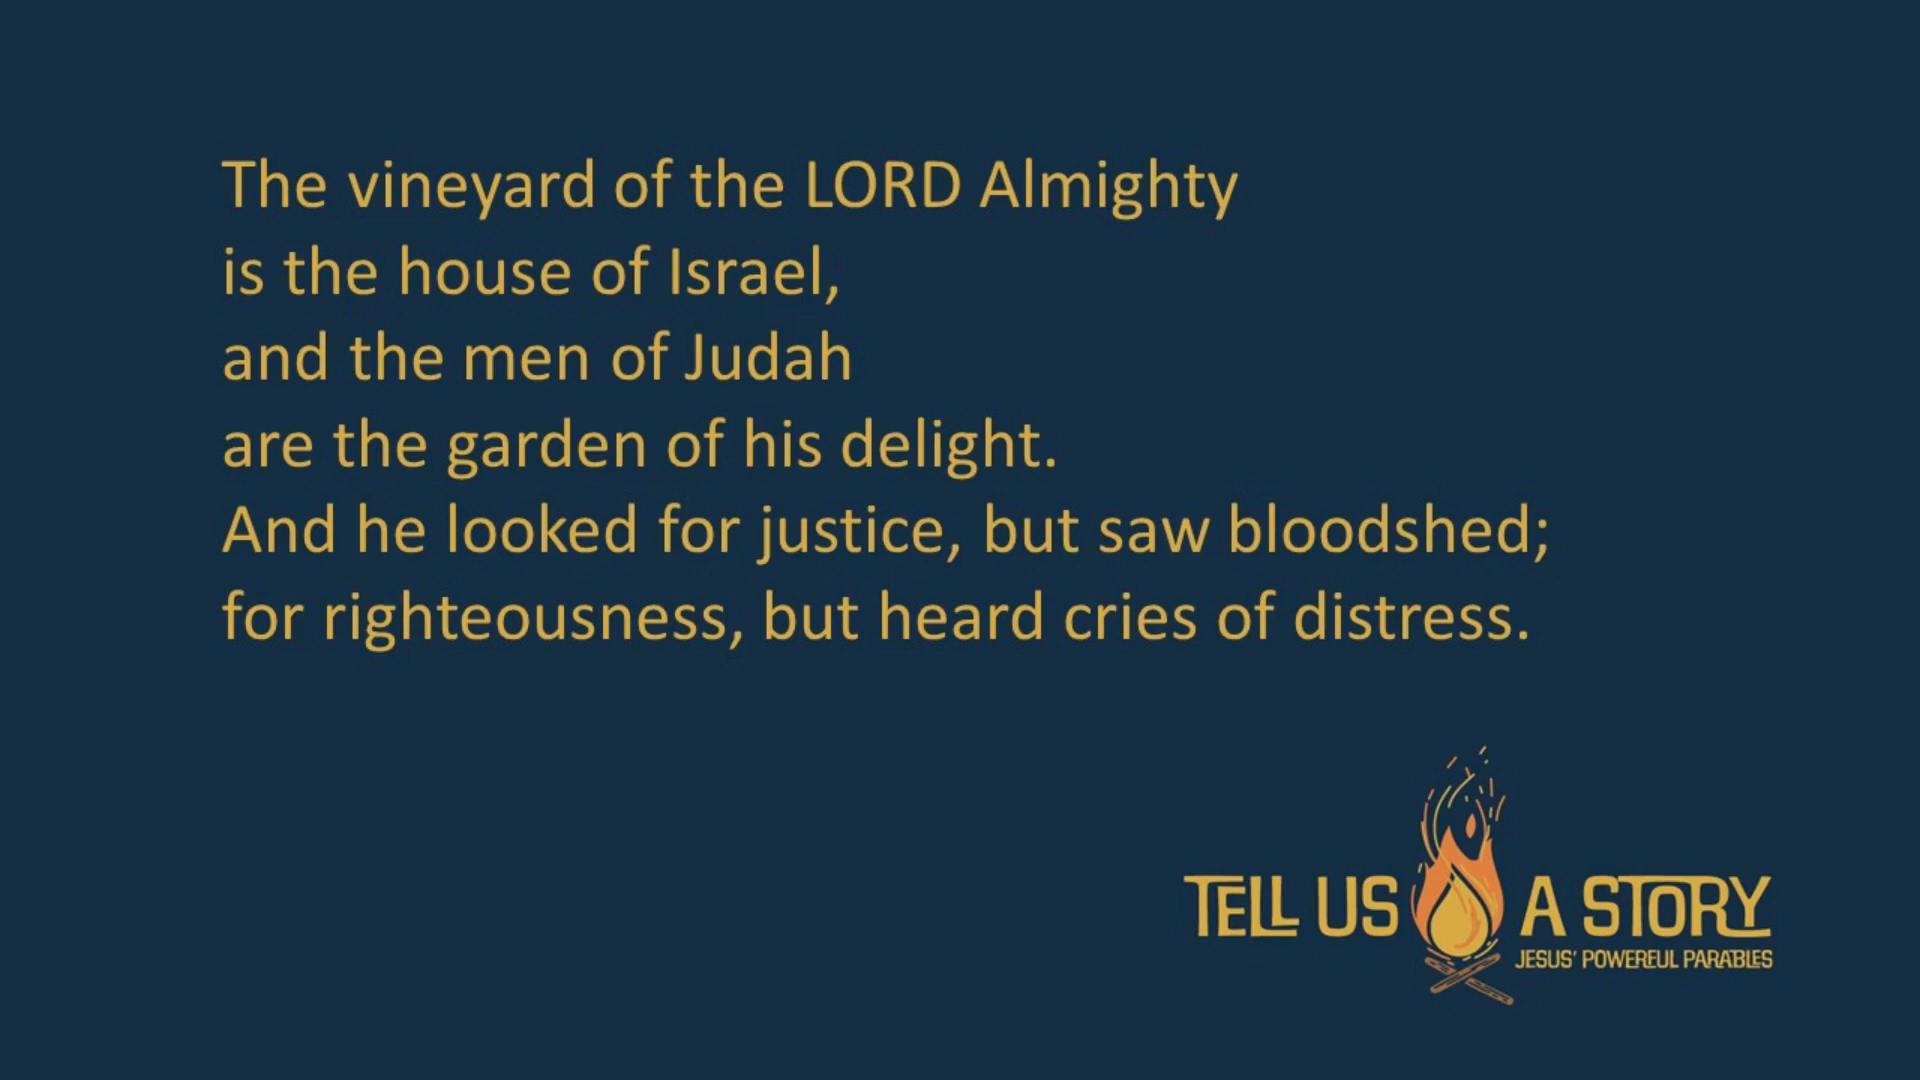 The vineyard of the LORD Almighty
is the house of Israel,
and the men of Judah
are the garden of his delight.
And he looked for justice, but saw bloodshed;
for righteousness, but heard cries of distress.
TELL US A STORY
JESUS' POWERFUL PARABLES